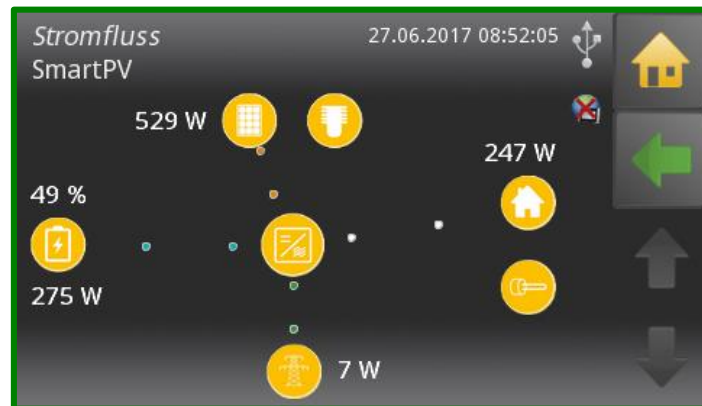 Stromfluss
27.06.2017 08:52:05
SmartPV
529 W
247 W
49 %
275 W
7 W